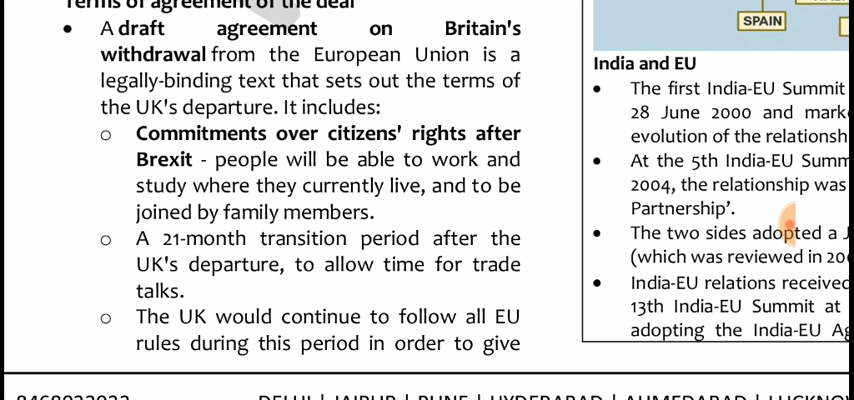 Terms of agreement of the deal
• A draft agreement on Britain's
withdrawal from the European Union is a
legally-binding text that sets out the terms of
the UK's departure. It includes:
o Commitments over citizens' rights after
Brexit - people will be able to work and
study where they currently live, and to be
joined by family members.
o A 21-month transition period after the
UK's departure, to allow time for trade
talks.
o The UK would continue to follow all EU
rules during this period in order to give
SPAIN
India and EU
• The first India-EU Summit
28 June 2000 and mark
evolution of the relationsh
• At the 5th India-EU Summ
2004, the relationship was
Partnership’.
• The two sides adopted a J
(which was reviewed in 200
• India-EU relations received
13th India-EU Summit at
adopting the India-EU Ag
8468022022 DELHI | JAIPUR | PUNE | HYDERABAD | AHMEDABAD | LUCKNOW